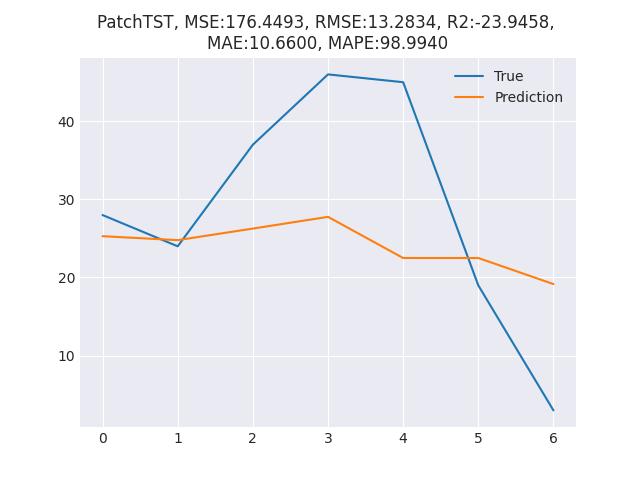 PatchTST, MSE:176.4493, RMSE:13.2834, R2:-23.9458,
MAE:10.6600, MAPE:98.9940
True
Prediction
40
30
20
10
0 1 2 3 4 5 6